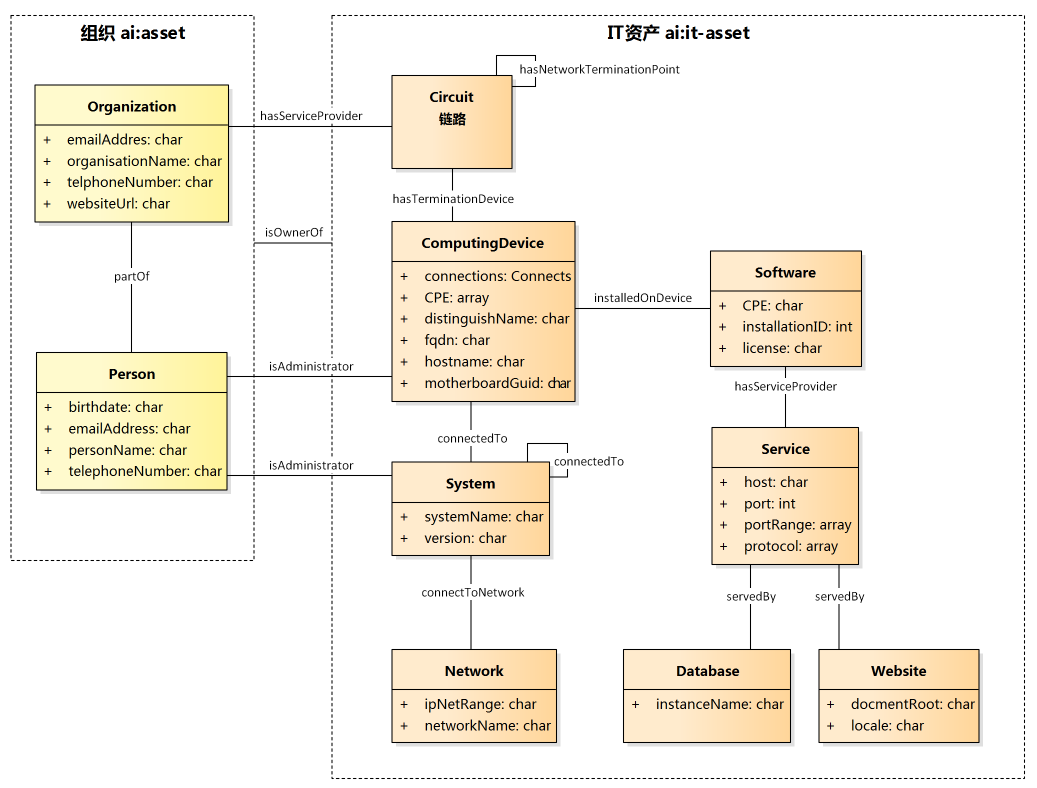 组织 ai:asset
Organization
+ emailAddres: char
+ organisationName: char
+ telphoneNumber: char
+ websiteUrl: char
partOf
Person
+ birthdate: char
+ emailAddress: char
+ personName: char
+ telephoneNumber: char
hasServiceProvider
isOwnerOf
isAdministrator
isAdministrator
IT资产 ai:it-asset
hasNetworkTerminationPoint
Circuit
链路
hasTerminationDevice
ComputingDevice
+ connections: Connects
+ CPE: array
+ distinguishName: char
+ fqdn: char
+ hostname: char
+ motherboardGuid: char
installedOnDevice
connectedTo
connectedTo
System
+ systemName: char
+ version: char
connectToNetwork
Network
+ ipNetRange: char
+ networkName: char
Software
+ CPE: char
+ installationID: int
+ license: char
hasServiceProvider
Service
+ host: char
+ port: int
+ portRange: array
+ protocol: array
servedBy
servedBy
Database
+ instanceName: char
Website
+ docmentRoot: char
+ locale: char